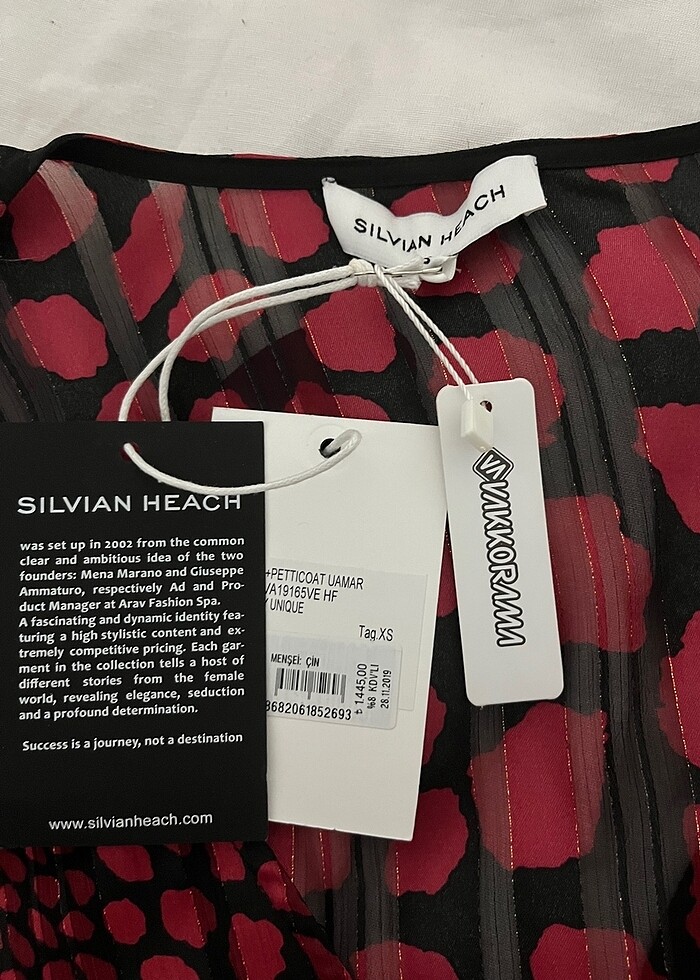 SILVIAN HEACH
SILVIAN HEACH
was set up in 2002 from the common
clear and ambitious idea of the two
founders: Mena Marano and Giuseppe
Ammaturo, respectively Ad and Pro-
duct Manager at Arav Fashion Spa.
A fascinating and dynamic identity fea-
turing a high stylistic content and ex-
tremely competitive pricing. Each gar-
ment in the collection tells a host of
different stories from the female
world, revealing elegance, seduction
and a profound determination.
Success is a journey, not a destination
www.silvianheach.com
+PETTICOAT UAMAR
VA19165VE HF
UNIQUE
Tag.XS
MENŞEİ: ÇİN
8682061852693
₺ 1.445,00
%8 KDV'Lİ
28.11.2019
VAKKORAMA